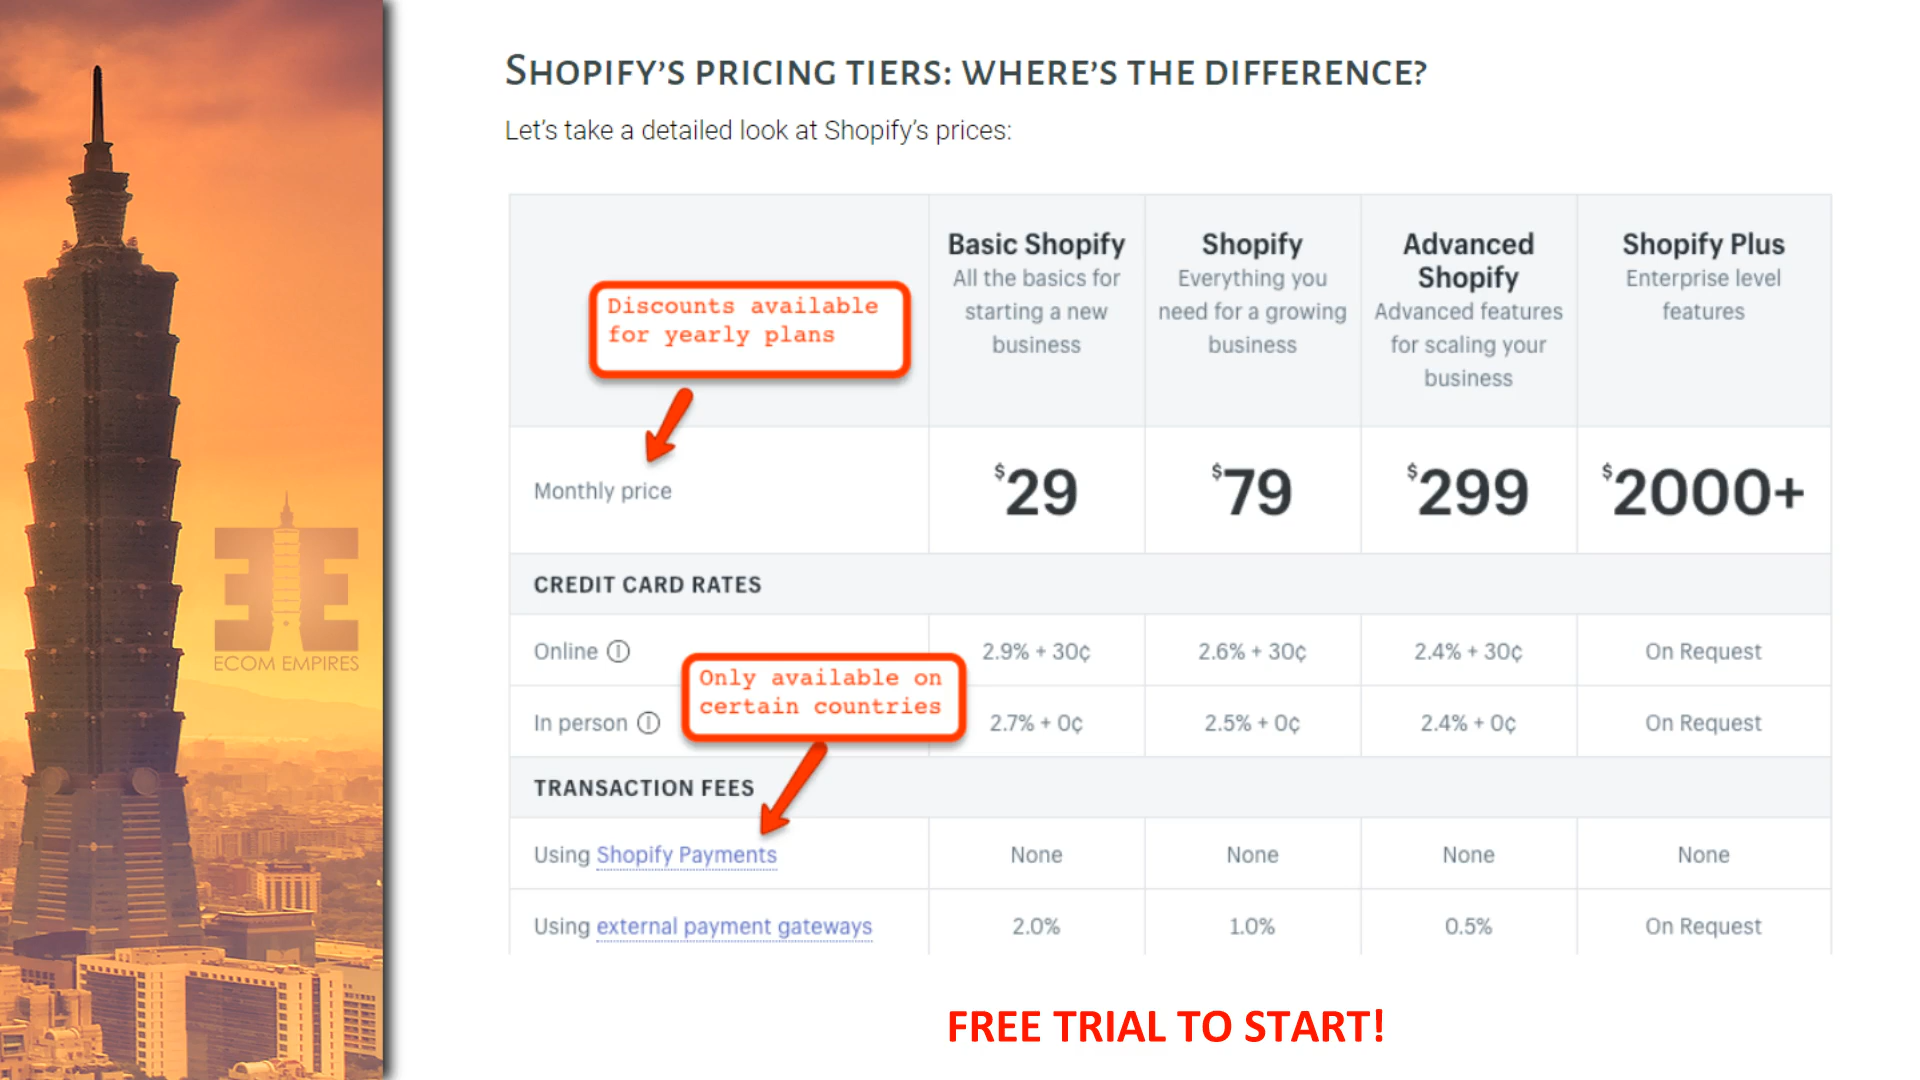 SHOPIFY'S PRICING TIERS: WHERE'S THE DIFFERENCE?
Let's take a detailed look at Shopify's prices:
Basic Shopify
All the basics for
starting a new
business
Shopify
Everything you
need for a growing
business
Advanced
Shopify
Advanced features
for scaling your
business
Shopify Plus
Enterprise level
features
Discounts available
for yearly plans
Monthly price $29 $79 $299 $2000+
CREDIT CARD RATES
Online 2.9% + 30¢ 2.6% + 30¢ 2.4% + 30¢ On Request
Only available on
certain countries
In person 2.7% + 0¢ 2.5% + 0¢ 2.4% + 0¢ On Request
TRANSACTION FEES
Using Shopify Payments None None None None
Using external payment gateways 2.0% 1.0% 0.5% On Request
FREE TRIAL TO START!
ECOM EMPIRES